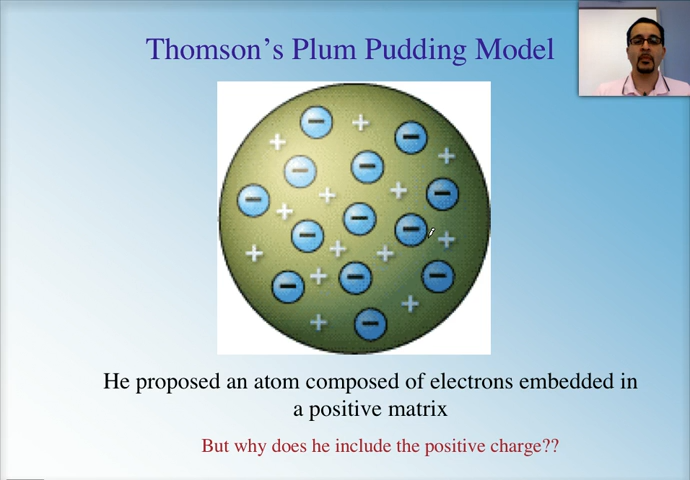 Thomson's Plum Pudding Model
He proposed an atom composed of electrons embedded in
a positive matrix
But why does he include the positive charge??